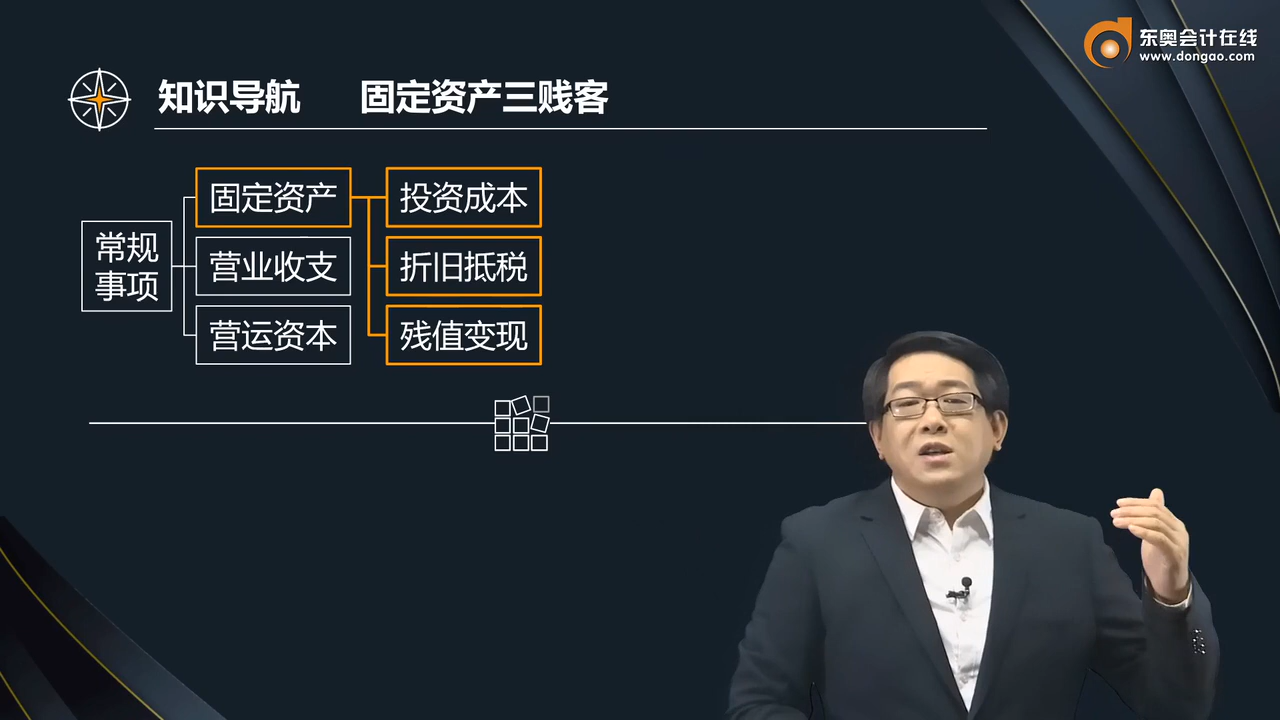 东奥会计在线
www.dongao.com
知识导航 固定资产三贱客
常规
事项
固定资产
营业收支
营运资本
投资成本
折旧抵税
残值变现